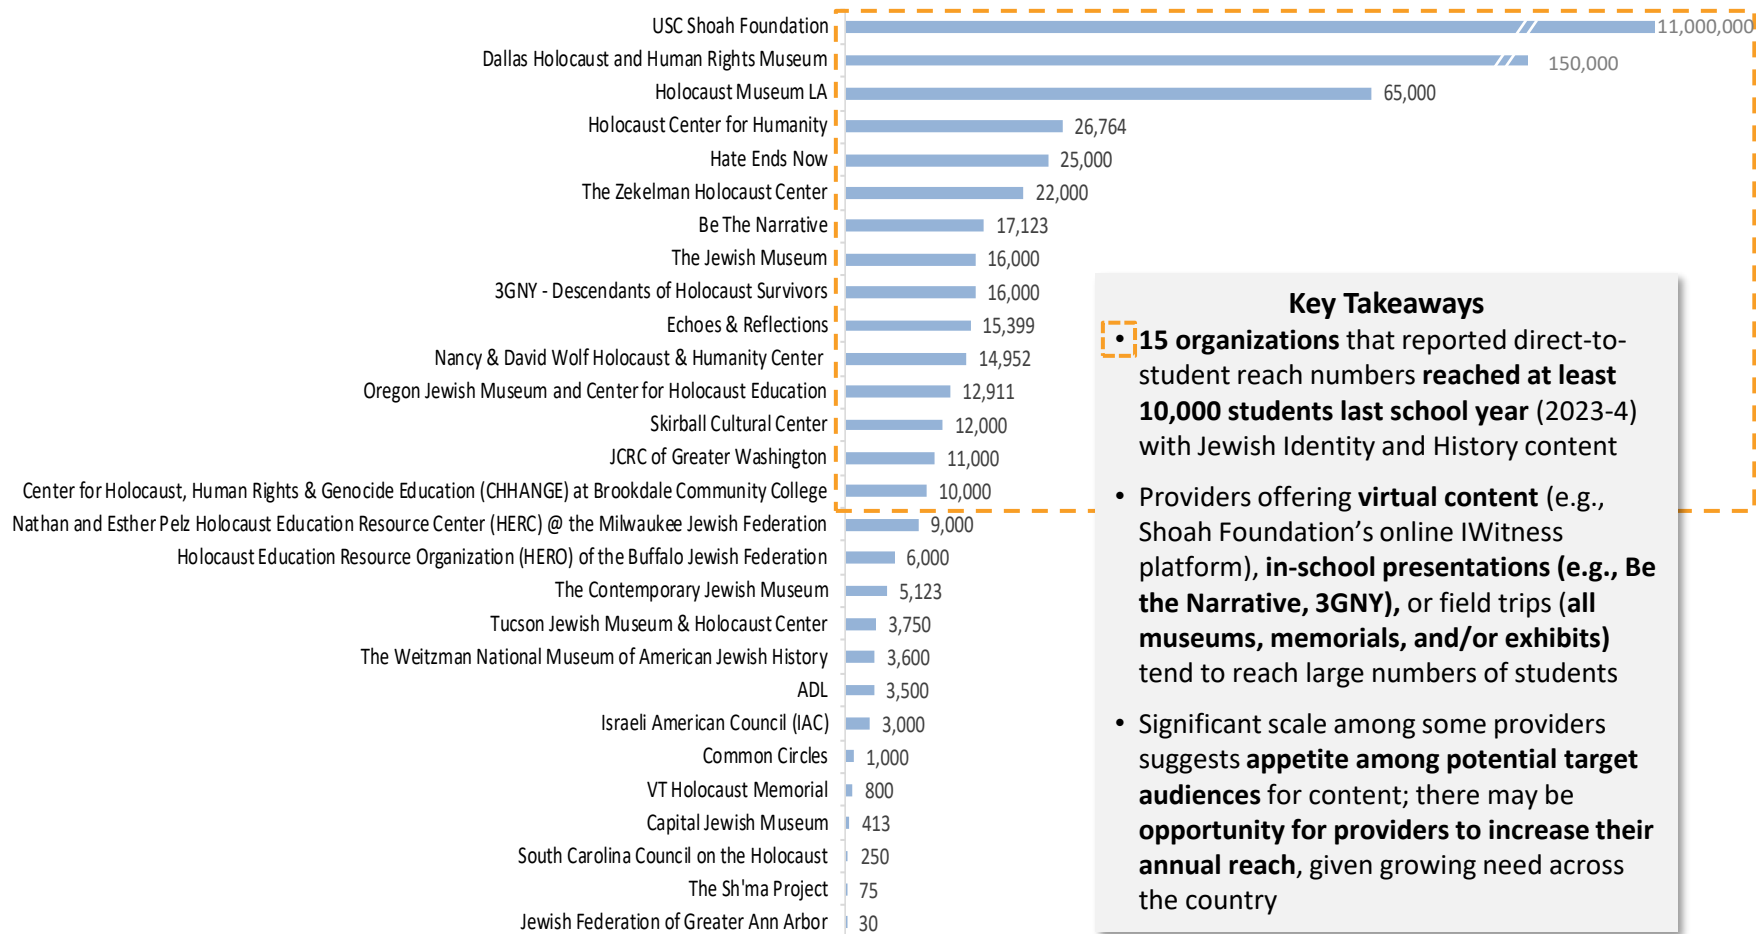 USC Shoah Foundation 11,000,000
Dallas Holocaust and Human Rights Museum 150,000
Holocaust Museum LA 65,000
Holocaust Center for Humanity 26,764
Hate Ends Now 25,000
The Zekelman Holocaust Center 22,000
Be The Narrative 17,123
The Jewish Museum 16,000
3GNY - Descendants of Holocaust Survivors 16,000
Echoes & Reflections 15,399
Nancy & David Wolf Holocaust & Humanity Center 14,952
Oregon Jewish Museum and Center for Holocaust Education 12,911
Skirball Cultural Center 12,000
JCRC of Greater Washington 11,000
Center for Holocaust, Human Rights & Genocide Education (CHHANGE) at Brookdale Community College 10,000
Nathan and Esther Pelz Holocaust Education Resource Center (HERC) @ the Milwaukee Jewish Federation 9,000
Holocaust Education Resource Organization (HERO) of the Buffalo Jewish Federation 6,000
The Contemporary Jewish Museum 5,123
Tucson Jewish Museum & Holocaust Center 3,750
The Weitzman National Museum of American Jewish History 3,600
ADL 3,500
Israeli American Council (IAC) 3,000
Common Circles 1,000
VT Holocaust Memorial 800
Capital Jewish Museum 413
South Carolina Council on the Holocaust 250
The Sh'ma Project 75
Jewish Federation of Greater Ann Arbor 30
Key Takeaways
• 15 organizations that reported direct-to-
student reach numbers reached at least
10,000 students last school year (2023-4)
with Jewish Identity and History content
• Providers offering virtual content (e.g.,
Shoah Foundation’s online IWitness
platform), in-school presentations (e.g., Be
the Narrative, 3GNY), or field trips (all
museums, memorials, and/or exhibits)
tend to reach large numbers of students
• Significant scale among some providers
suggests appetite among potential target
audiences for content; there may be
opportunity for providers to increase their
annual reach, given growing need across
the country